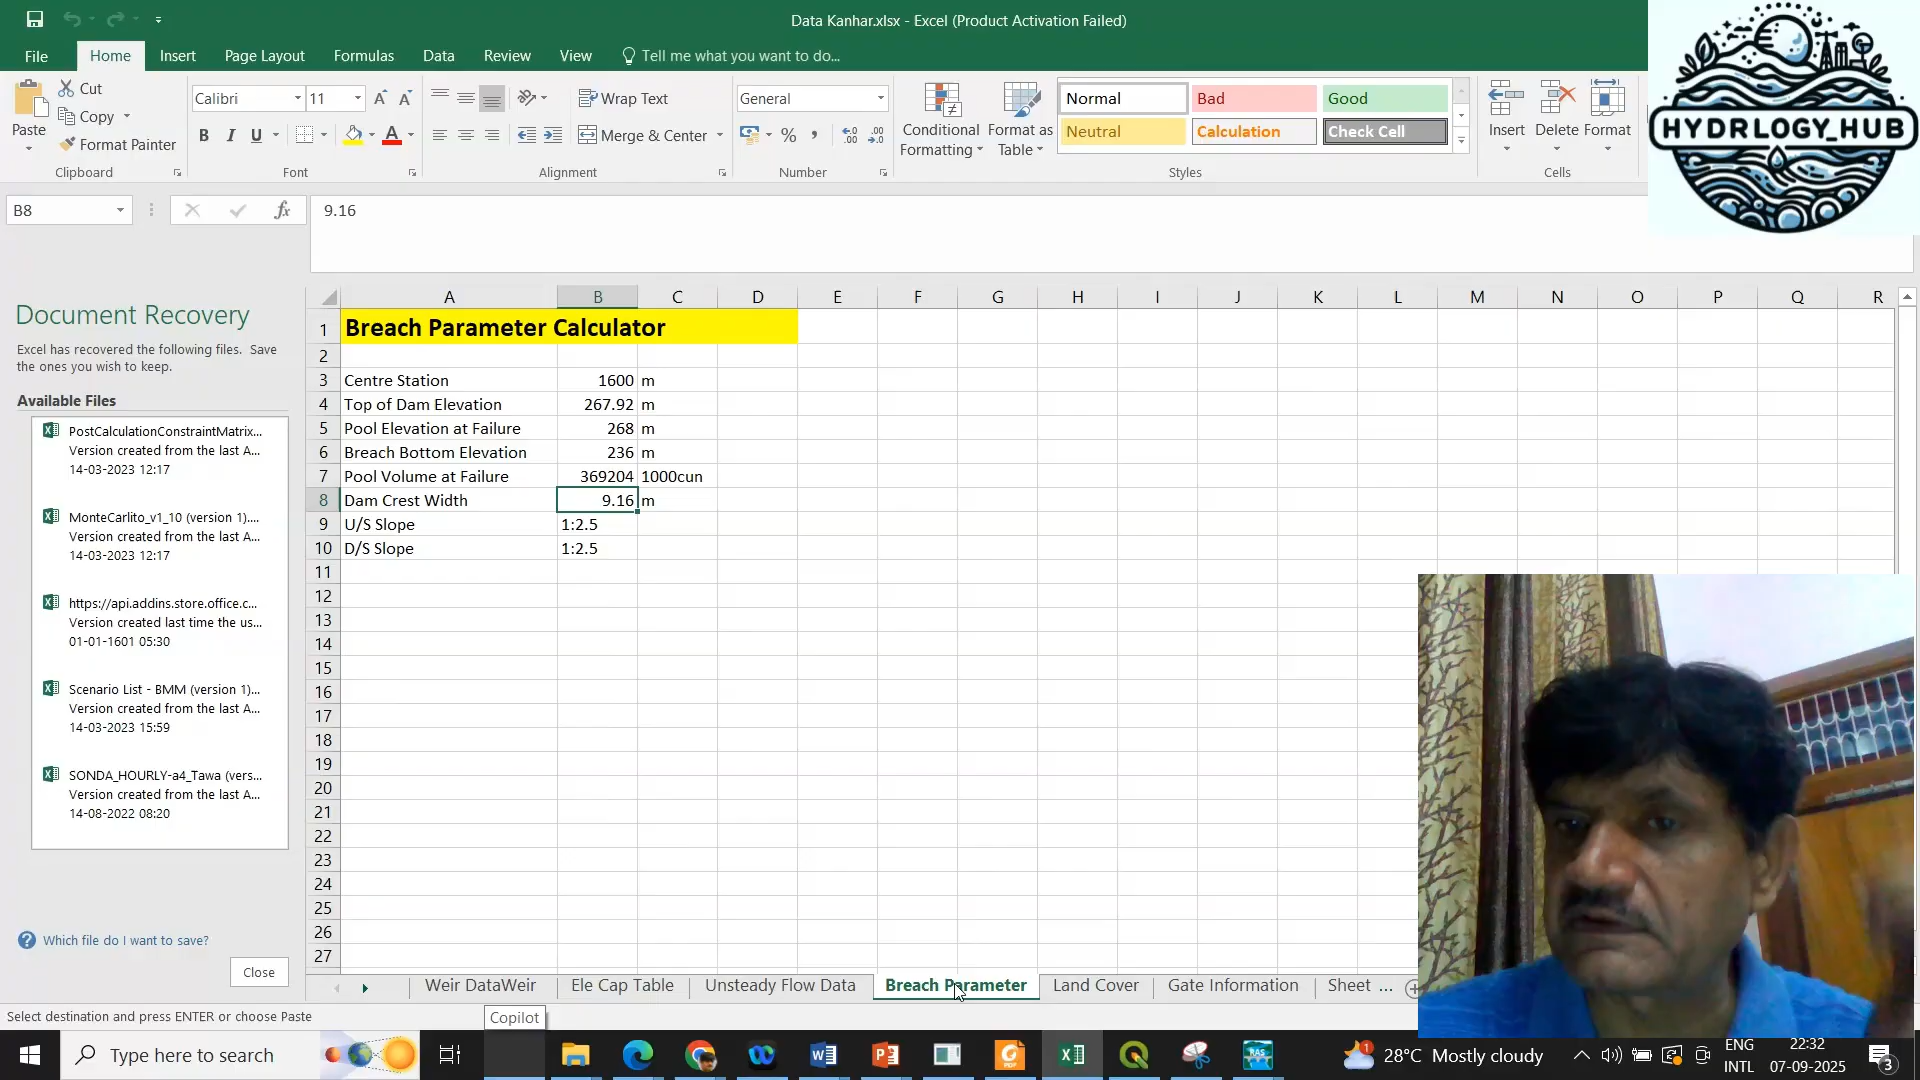 Data Kanhar.xlsx - Excel (Product Activation Failed)
File Home Insert Page Layout Formulas Data Review View Tell me what you want to do...
Paste
Cut
Copy
Format Painter
Clipboard
Calibri 11
B I U
Font
Wrap Text
Merge & Center
Alignment
General
% ,
Number
Conditional Formatting
Format as Table
Normal Bad Good
Neutral Calculation Check Cell
Styles
Insert Delete Format
Cells
HYDRLOGY_HUB
B8 fx 9.16
Document Recovery
Excel has recovered the following files. Save
the ones you wish to keep.
Available Files
PostCalculationConstraintMatrix...
Version created from the last A...
14-03-2023 12:17
MonteCarlito_v1_10 (version 1)....
Version created from the last A...
14-03-2023 12:17
https://api.addins.store.office.c...
Version created last time the us...
01-01-1601 05:30
Scenario List - BMM (version 1)...
Version created from the last A...
14-03-2023 15:59
SONDA_HOURLY-a4_Tawa (vers...
Version created from the last A...
14-08-2022 08:20
Which file do I want to save?
Close
A B C D E F G H I J K L M N O P Q R
1 Breach Parameter Calculator
2
3 Centre Station 1600 m
4 Top of Dam Elevation 267.92 m
5 Pool Elevation at Failure 268 m
6 Breach Bottom Elevation 236 m
7 Pool Volume at Failure 369204 1000cun
8 Dam Crest Width 9.16 m
9 U/S Slope 1:2.5
10 D/S Slope 1:2.5
11
12
13
14
15
16
17
18
19
20
21
22
23
24
25
26
27
Weir DataWeir Ele Cap Table Unsteady Flow Data Breach Parameter Land Cover Gate Information Sheet ...
Select destination and press ENTER or choose Paste
Copilot
Type here to search
28°C Mostly cloudy
ENG
INTL
22:32
07-09-2025
3